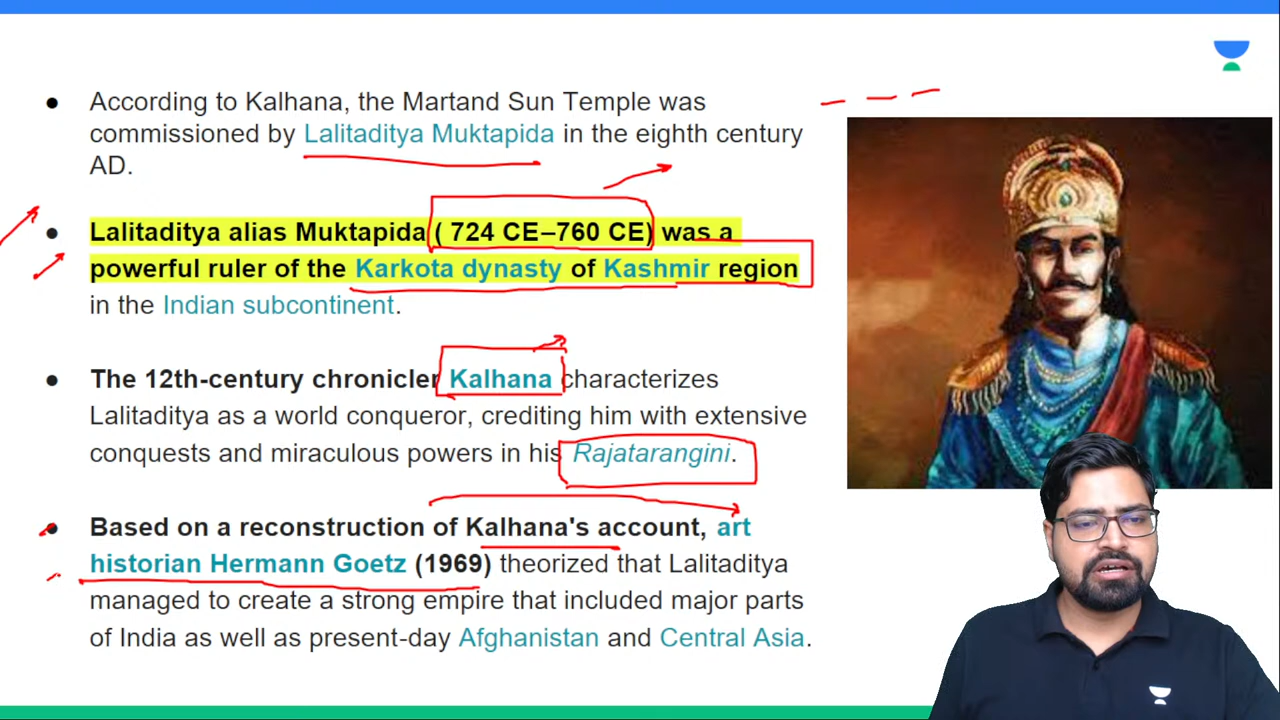 ● According to Kalhana, the Martand Sun Temple was
commissioned by Lalitaditya Muktapida in the eighth century
AD.
● Lalitaditya alias Muktapida ( 724 CE–760 CE) was a
powerful ruler of the Karkota dynasty of Kashmir region
in the Indian subcontinent.
● The 12th-century chronicler Kalhana characterizes
Lalitaditya as a world conqueror, crediting him with extensive
conquests and miraculous powers in his Rajatarangini.
● Based on a reconstruction of Kalhana's account, art
historian Hermann Goetz (1969) theorized that Lalitaditya
managed to create a strong empire that included major parts
of India as well as present-day Afghanistan and Central Asia.